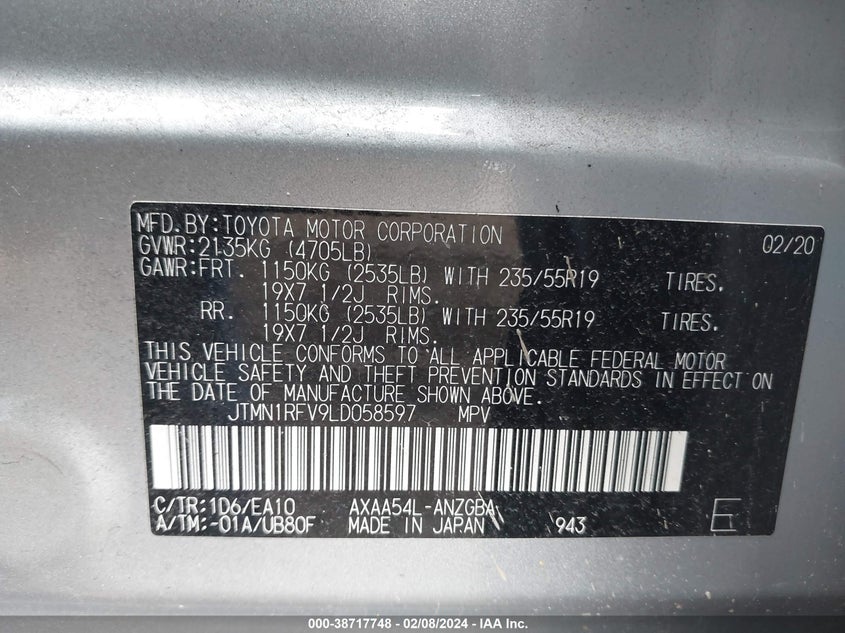 MFD.BY:TOYOTA MOTOR CORPORATION 02/20
GVWR:2135KG (4705LB)
GAWR:FRT. 1150KG (2535LB) WITH 235/55R19 TIRES.
19X7 1/2J RIMS.
RR. 1150KG (2535LB) WITH 235/55R19 TIRES.
19X7 1/2J RIMS.
THIS VEHICLE CONFORMS TO ALL APPLICABLE FEDERAL MOTOR
VEHICLE SAFETY AND THEFT PREVENTION STANDARDS IN EFFECT ON
THE DATE OF MANUFACTURE SHOWN ABOVE.
JTMN1RFV9LD058597 MPV
C/TR:1D6/EA10 AXAA54L-ANZGBA
A/TM:-01A/UB80F MADE IN JAPAN 943 E
000-38717748 - 02/08/2024 - IAA Inc.